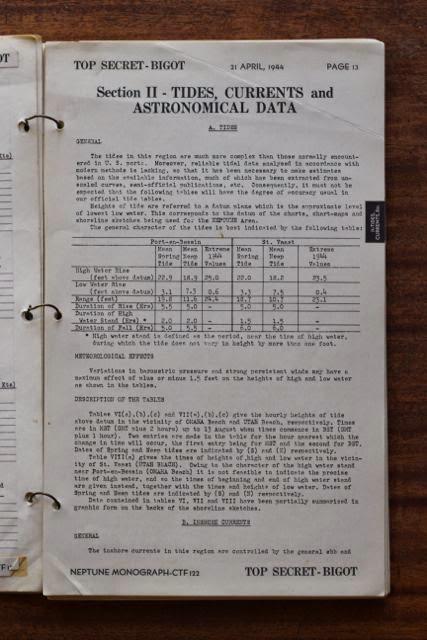 OT
TOP SECRET - BIGOT 21 APRIL, 1944 PAGE 13
Section II - TIDES, CURRENTS and
ASTRONOMICAL DATA
A. TIDES
GENERAL
The tides in this region are much more complex than those normally encount-
ered in U. S. ports. Moreover, reliable tidal data analyzed in accordance with
modern methods is lacking, so that it has been necessary to make estimates
based on the available information, much of which has been extracted from un-
scaled curves, semi-official publications, etc. Consequently, it must not be
expected that the following tables will have the degree of accuracy usual in
our official tide tables.
Heights of tide are referred to a datum plane which is the approximate level
of lowest low water. This corresponds to the datum of the charts, chart-maps and
shoreline sketches being used for the NEPTUNE Area.
The general character of the tides is best indicated by the following table:
Port-en-Bessin St. Vaast
Mean Mean Extreme Mean Mean Extreme
Spring Neap 1944 Spring Neap 1944
Tide Tide Values Tide Tide Values
High Water Rise
(feet above datum) 22.9 18.9 25.0 22.0 18.2 23.5
Low Water Rise
(feet above datum) 3.1 7.3 0.6 3.3 7.5 0.4
Range (feet) 19.8 11.6 24.4 18.7 10.7 23.1
Duration of Rise (Hrs) 5.5 5.0 - 5.0 5.0 -
Duration of High
Water Stand (Hrs) * 2.0 2.0 - 1.5 1.5 -
Duration of Fall (Hrs) 5.0 5.5 - 6.0 6.0 -
* High water stand is defined as the period, near the time of high water,
during which the tide does not vary in height by more than one foot.
METEOROLOGICAL EFFECTS
Variations in barometric pressure and strong persistent winds may have a
maximum effect of plus or minus 1.5 feet on the heights of high and low water
as shown in the tables.
DESCRIPTION OF THE TABLES
Tables VI(a),(b),(c) and VII(a),(b),(c) give the hourly heights of tide
above datum in the vicinity of OMAHA Beach and UTAH Beach, respectively. Times
are in (GMT plus 2 hours) up to 13 August when times commence in BST (GMT
plus 1 hour). Two entries are made in the table for the hour nearest which the
change in time will occur, the first entry being for and the second for BST.
Dates of Spring and Neap tides are indicated by (S) and (N) respectively.
Table VIII(a) gives the times of heights of high and low water in the vicin-
ity of St. Vaast (UTAH BEACH). Owing to the character of the high water stand
near Port-en-Bessin (OMAHA Beach) it is not feasible to indicate the precise
time of high water, and so the times of beginning and end of high water stand
are given instead, together with the times and heights of low water. Dates of
Spring and Neap tides are indicated by (S) and (N) respectively.
Data contained in tables VI, VII and VIII have been partially summarized in
graphic form on the backs of the shoreline sketches.
B. INSHORE CURRENTS
GENERAL
The inshore currents in this region are controlled by the general ebb and
NEPTUNE MONOGRAPH-CTF 122 TOP SECRET - BIGOT